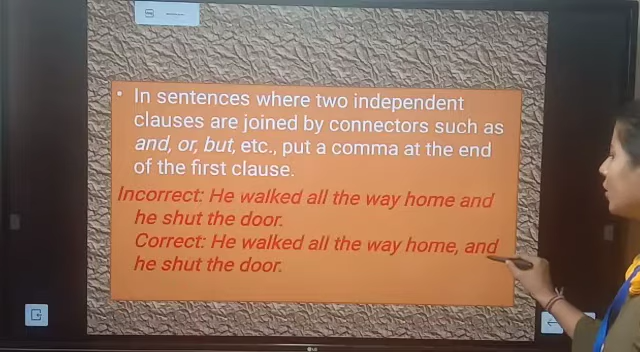 • In sentences where two independent
clauses are joined by connectors such as
and, or, but, etc., put a comma at the end
of the first clause.
Incorrect: He walked all the way home and
he shut the door.
Correct: He walked all the way home, and
he shut the door.
LG